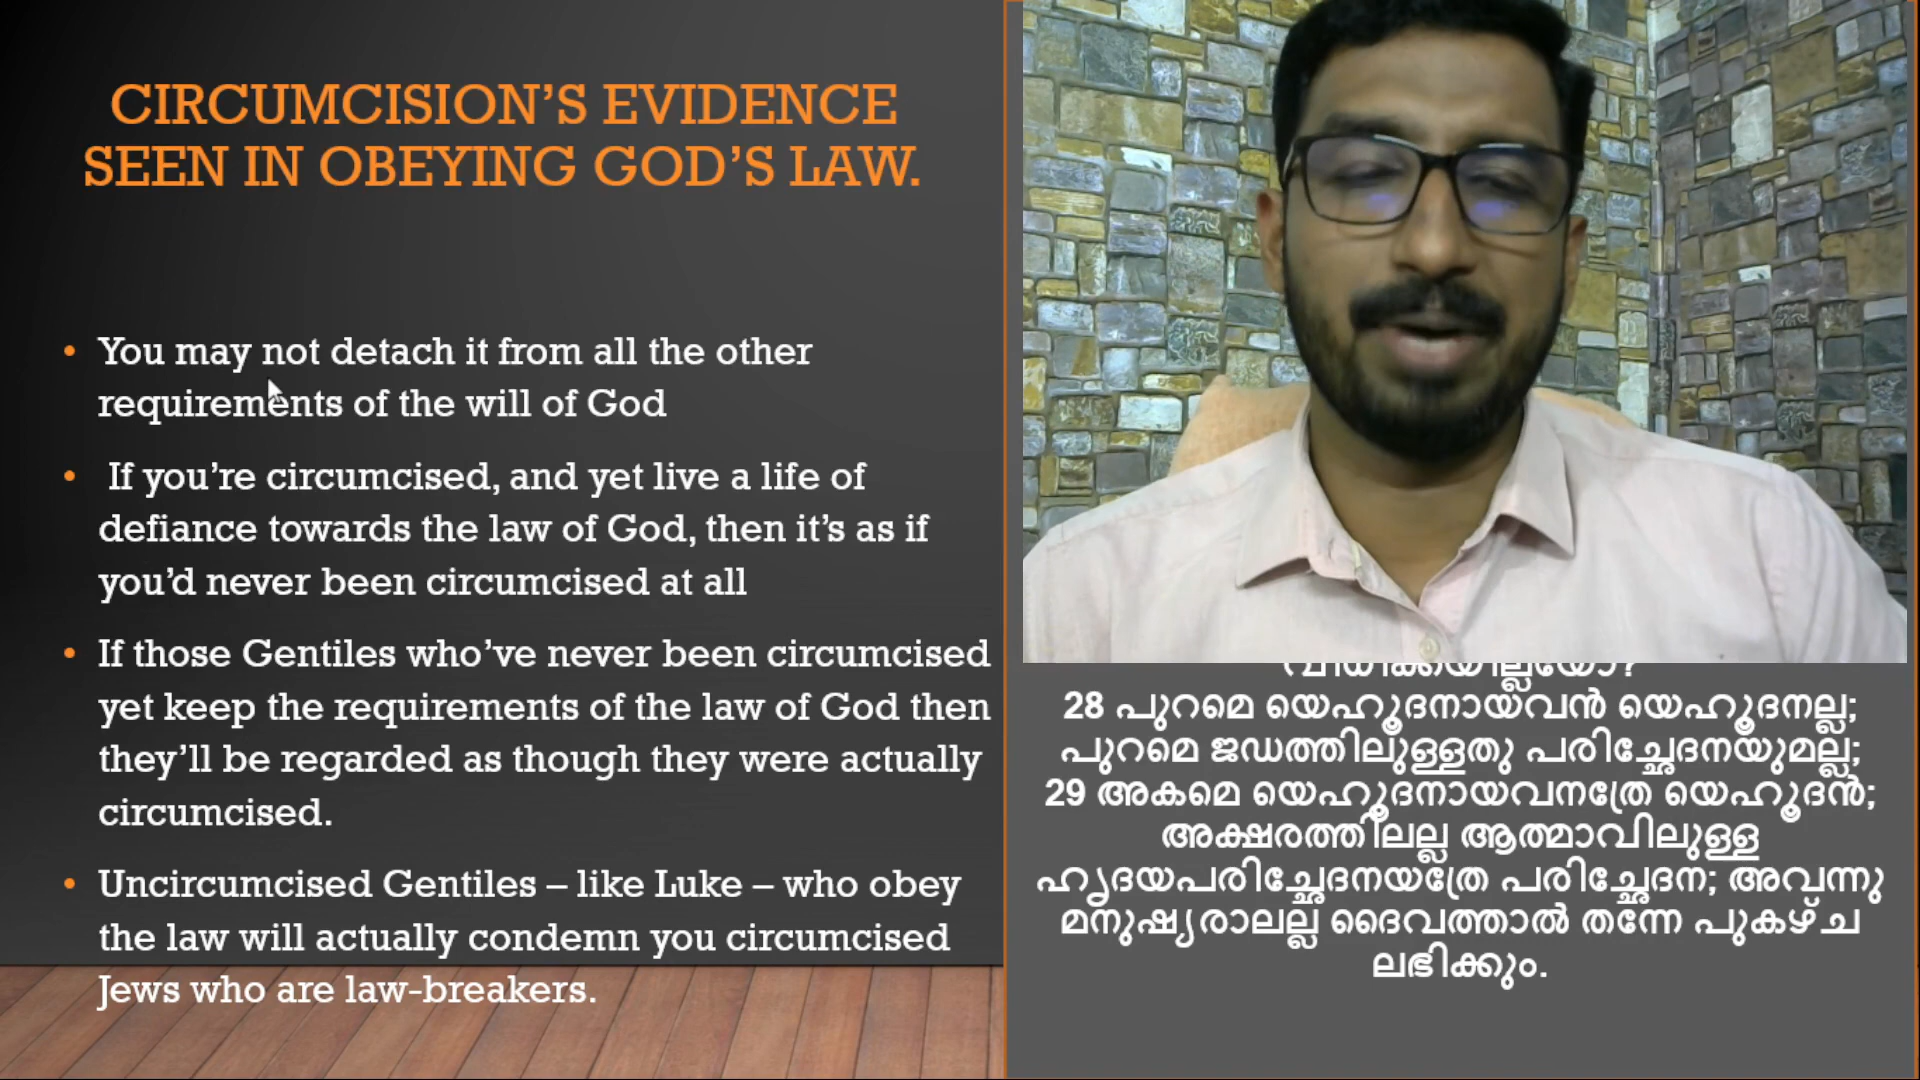 CIRCUMCISION’S EVIDENCE
SEEN IN OBEYING GOD’S LAW.
• You may not detach it from all the other
requirements of the will of God
• If you’re circumcised, and yet live a life of
defiance towards the law of God, then it’s as if
you’d never been circumcised at all
• If those Gentiles who’ve never been circumcised
yet keep the requirements of the law of God then
they’ll be regarded as though they were actually
circumcised.
• Uncircumcised Gentiles – like Luke – who obey
the law will actually condemn you circumcised
Jews who are law-breakers.
വിധിക്കയില്ലയോ?
28 പുറമെ യെഹൂദനായവൻ യെഹൂദനല്ല;
പുറമെ ജഡത്തിലുള്ളതു പരിച്ഛേദനയുമല്ല;
29 അകമെ യെഹൂദനായവനത്രേ യെഹൂദൻ;
അക്ഷരത്തിലല്ല ആത്മാവിലുള്ള
ഹൃദയപരിച്ഛേദനയത്രേ പരിച്ഛേദന; അവന്നു
മനുഷ്യരാലല്ല ദൈവത്താൽ തന്നേ പുകഴ്ച
ലഭിക്കും.